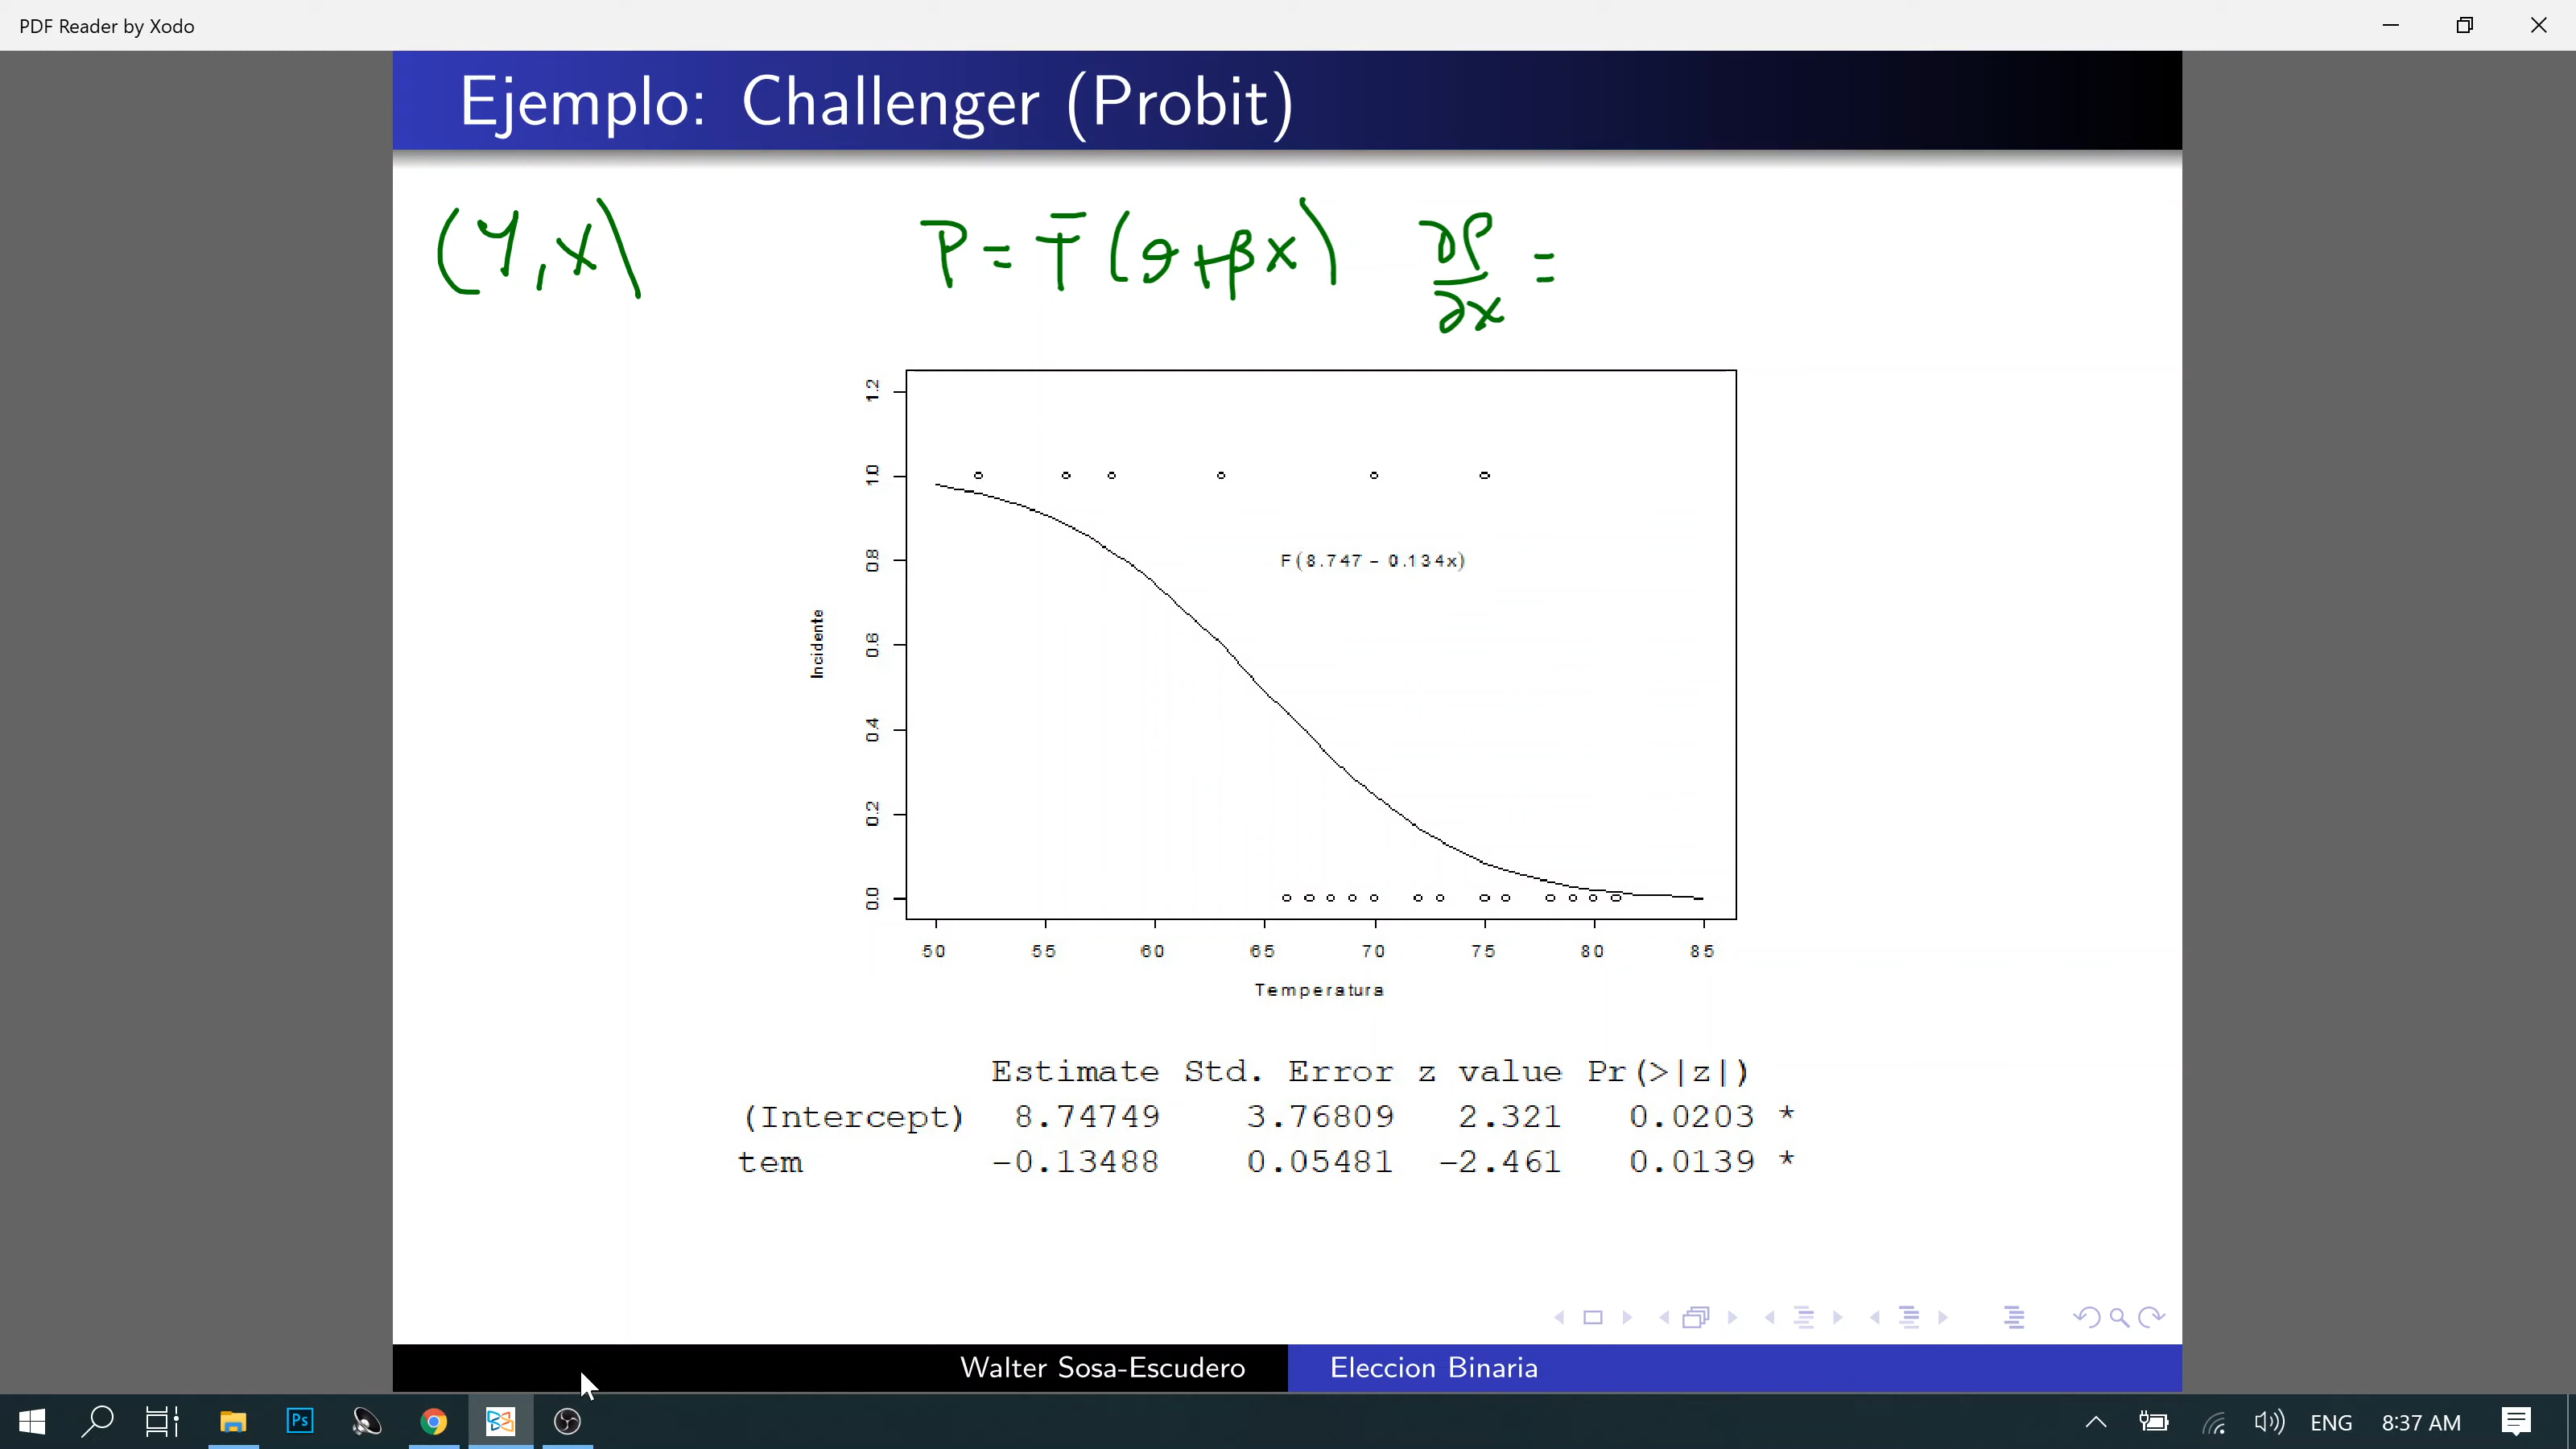 PDF Reader by Xodo
Ejemplo: Challenger (Probit)
(Y,X) P = F(α+βX) ∂P/∂X =
1.2
1.0
0.8
F(8.747 – 0.134x)
0.6
Incidente
0.4
0.2
0.0
50 55 60 65 70 75 80 85
Temperatura
Estimate Std. Error z value Pr(>|z|)
(Intercept) 8.74749 3.76809 2.321 0.0203 *
tem -0.13488 0.05481 -2.461 0.0139 *
Walter Sosa-Escudero Eleccion Binaria
Ps ENG 8:37 AM